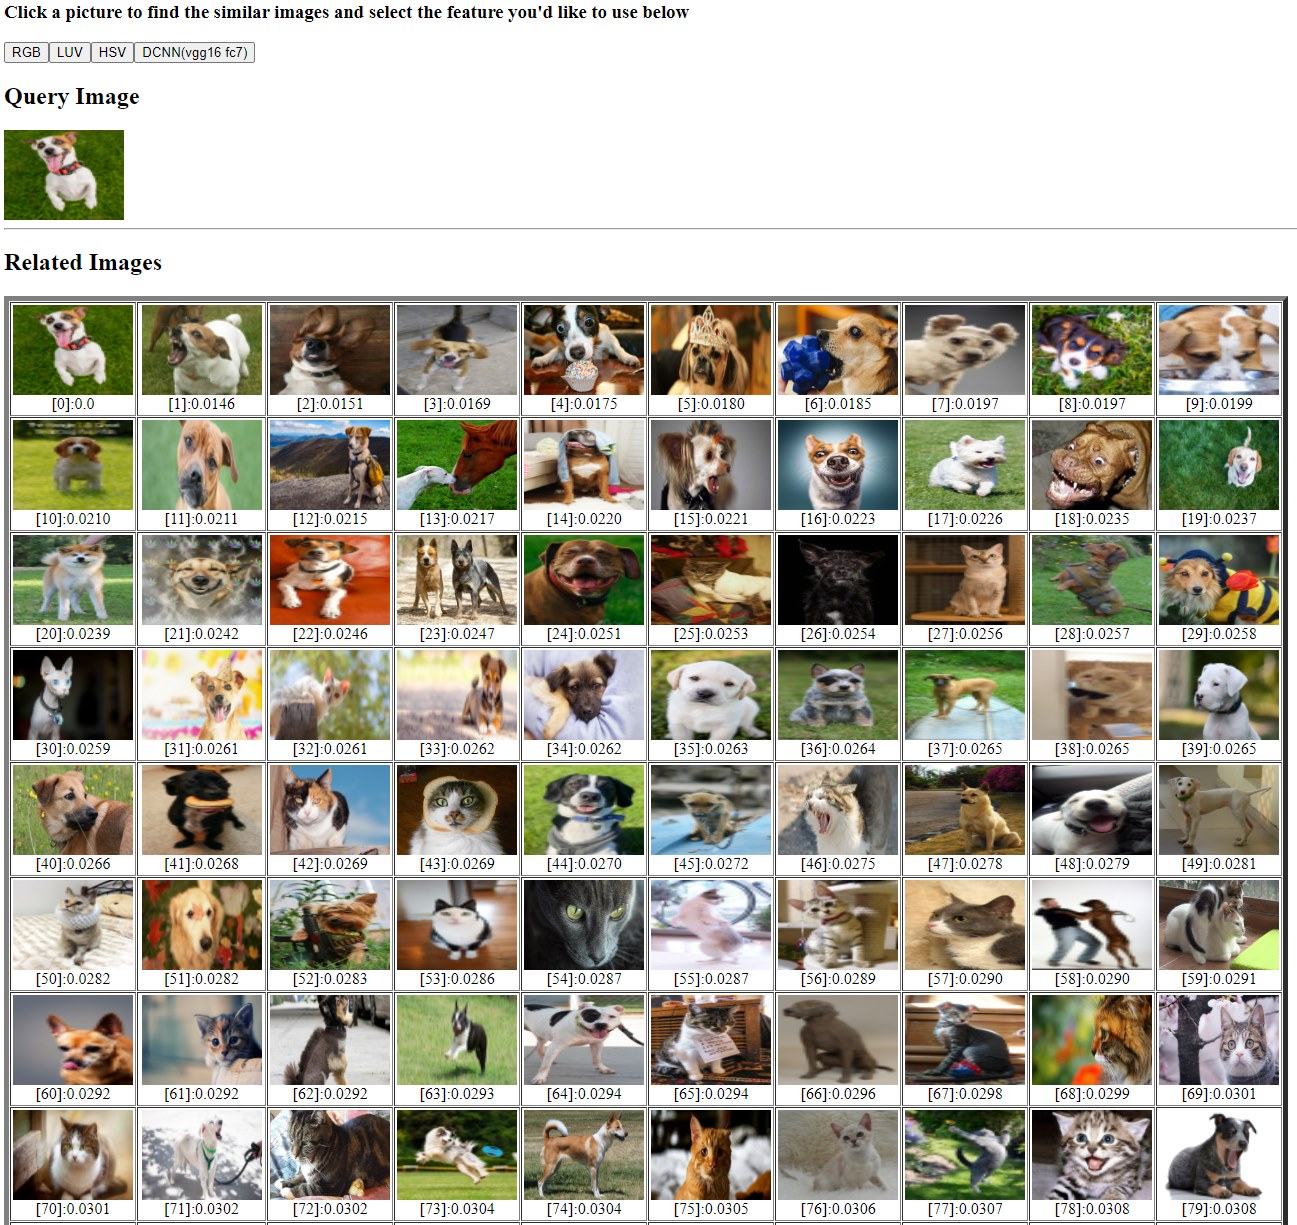 Click a picture to find the similar images and select the feature you'd like to use below
RGB LUV HSV DCNN(vgg16 fc7)
Query Image
Related Images
[0]:0.0 [1]:0.0146 [2]:0.0151 [3]:0.0169 [4]:0.0175 [5]:0.0180 [6]:0.0185 [7]:0.0197 [8]:0.0197 [9]:0.0199
[10]:0.0210 [11]:0.0211 [12]:0.0215 [13]:0.0217 [14]:0.0220 [15]:0.0221 [16]:0.0223 [17]:0.0226 [18]:0.0235 [19]:0.0237
[20]:0.0239 [21]:0.0242 [22]:0.0246 [23]:0.0247 [24]:0.0251 [25]:0.0253 [26]:0.0254 [27]:0.0256 [28]:0.0257 [29]:0.0258
[30]:0.0259 [31]:0.0261 [32]:0.0261 [33]:0.0262 [34]:0.0262 [35]:0.0263 [36]:0.0264 [37]:0.0265 [38]:0.0265 [39]:0.0265
[40]:0.0266 [41]:0.0268 [42]:0.0269 [43]:0.0269 [44]:0.0270 [45]:0.0272 [46]:0.0275 [47]:0.0278 [48]:0.0279 [49]:0.0281
[50]:0.0282 [51]:0.0282 [52]:0.0283 [53]:0.0286 [54]:0.0287 [55]:0.0287 [56]:0.0289 [57]:0.0290 [58]:0.0290 [59]:0.0291
[60]:0.0292 [61]:0.0292 [62]:0.0292 [63]:0.0293 [64]:0.0294 [65]:0.0294 [66]:0.0296 [67]:0.0298 [68]:0.0299 [69]:0.0301
[70]:0.0301 [71]:0.0302 [72]:0.0302 [73]:0.0304 [74]:0.0304 [75]:0.0305 [76]:0.0306 [77]:0.0307 [78]:0.0308 [79]:0.0308